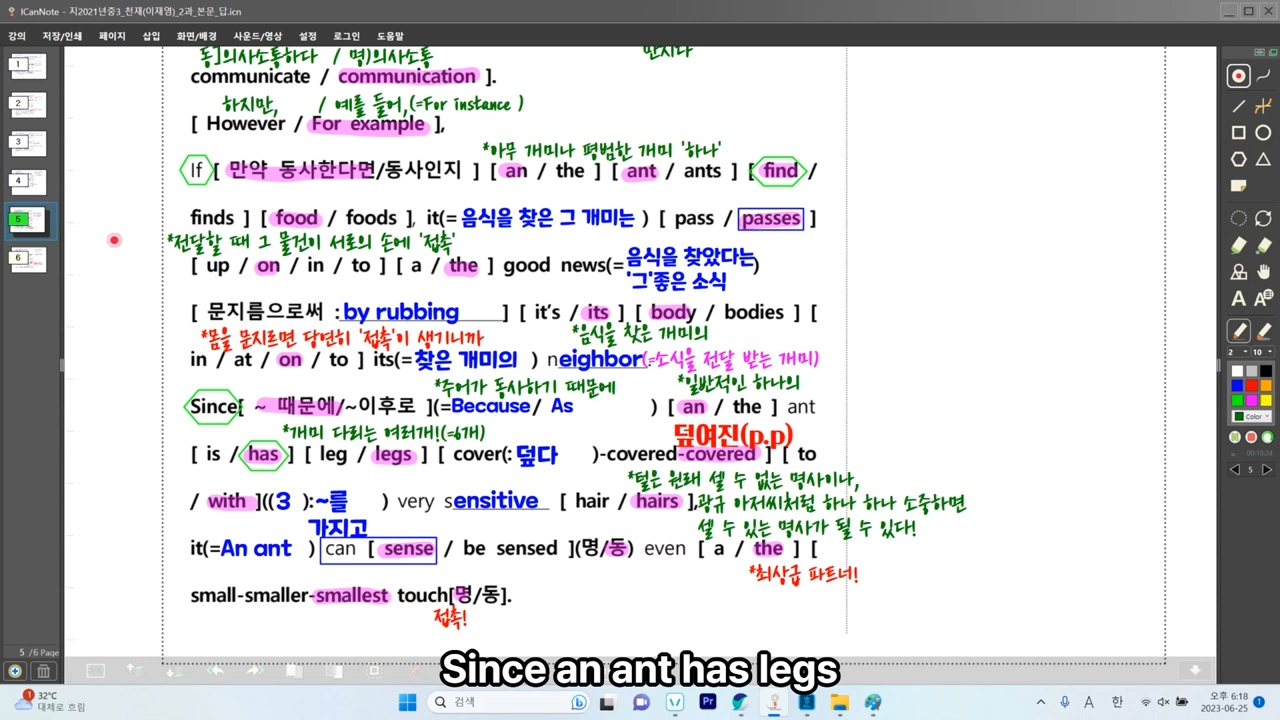 ICanNote - 지2021년중3_천재(이재영)_2과_본문_답.icn
강의 저장/인쇄 페이지 삽입 화면/배경 사운드/영상 설정 로그인 도움말
동]의사소통하다 / 명)의사소통 만지다
communicate / communication ].
하지만, / 예를 들어,(=For instance )
[ However / For example ],
*아무 개미나 평범한 개미 '하나'
If [ 만약 동사한다면/동사인지 ] [ an / the ] [ ant / ants ] [ find /
finds ] [ food / foods ], it(= 음식을 찾은 그 개미는 ) [ pass / passes ]
*전달할 때 그 물건이 서로의 손에 '접촉'
[ up / on / in / to ] [ a / the ] good news(= 음식을 찾았다는 )
'그'좋은 소식
[ 문지름으로써 : by rubbing ] [ it's / its ] [ body / bodies ] [
*몸을 문지르면 당연히 '접촉'이 생기니까 *음식을 찾은 개미의
in / at / on / to ] its(= 찾은 개미의 ) neighbor(=소식을 전달 받는 개미)
*주어가 동사하기 때문에 *일반적인 하나의
Since[ ~ 때문에/~이후로 ](=Because/ As ) [ an / the ] ant
*개미 다리는 여러개!(=6개) 덮여진(p.p)
[ is / has ] [ leg / legs ] [ cover(: 덮다 )-covered-covered ] [ to
*털은 원래 셀 수 없는 명사이나,
/ with ]((3 ):~를 ) very sensitive [ hair / hairs ], 광규 아저씨처럼 하나 하나 소중하면
가지고 셀 수 있는 명사가 될 수 있다!
it(=An ant ) can [ sense / be sensed ](명/동) even [ a / the ] [
*최상급 파트너!
small-smaller-smallest touch[명/동].
접촉!
Since an ant has legs
1
2
3
4
5
6
2 10
Color
00:10:24
5
5 / 6
32°C
대체로 흐림
검색
A 한
오후 6:18
2023-06-25